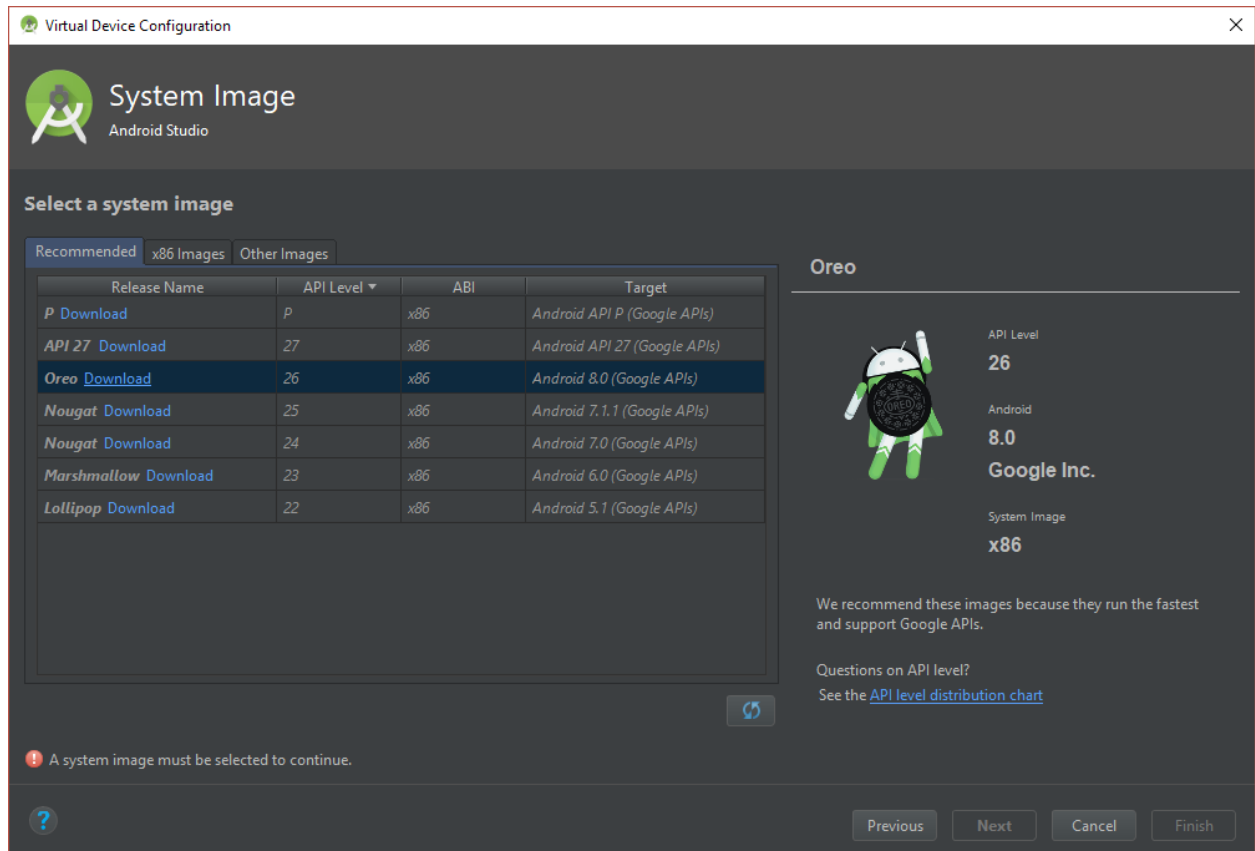 Virtual Device Configuration
System Image
Android Studio
Select a system image
Recommended x86 Images Other Images
Release Name API Level ABI Target
P Download P x86 Android API P (Google APIs)
API 27 Download 27 x86 Android API 27 (Google APIs)
Oreo Download 26 x86 Android 8.0 (Google APIs)
Nougat Download 25 x86 Android 7.1.1 (Google APIs)
Nougat Download 24 x86 Android 7.0 (Google APIs)
Marshmallow Download 23 x86 Android 6.0 (Google APIs)
Lollipop Download 22 x86 Android 5.1 (Google APIs)
Oreo
OREO
API Level
26
Android
8.0
Google Inc.
System Image
x86
We recommend these images because they run the fastest
and support Google APIs.
Questions on API level?
See the API level distribution chart
A system image must be selected to continue.
? Previous Next Cancel Finish